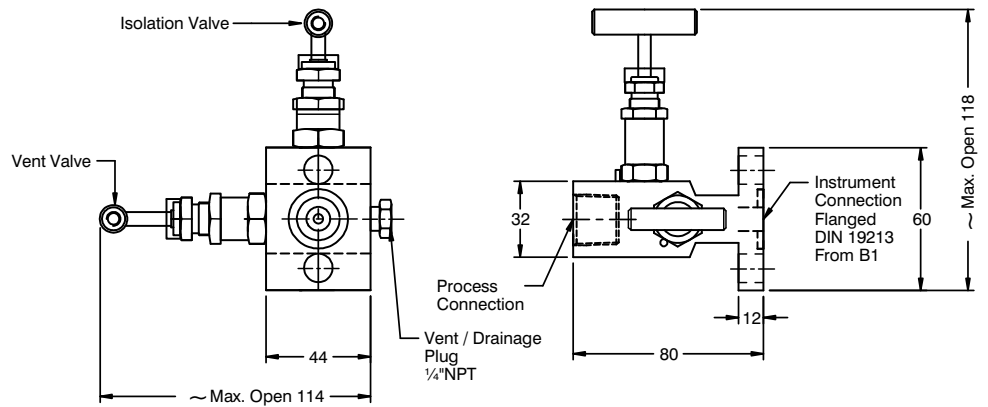 Isolation Valve
Vent Valve
44
~ Max. Open 114
Vent / Drainage
Plug
¼"NPT
32
Process
Connection
80
12
60
Instrument
Connection
Flanged
DIN 19213
From B1
~ Max. Open 118